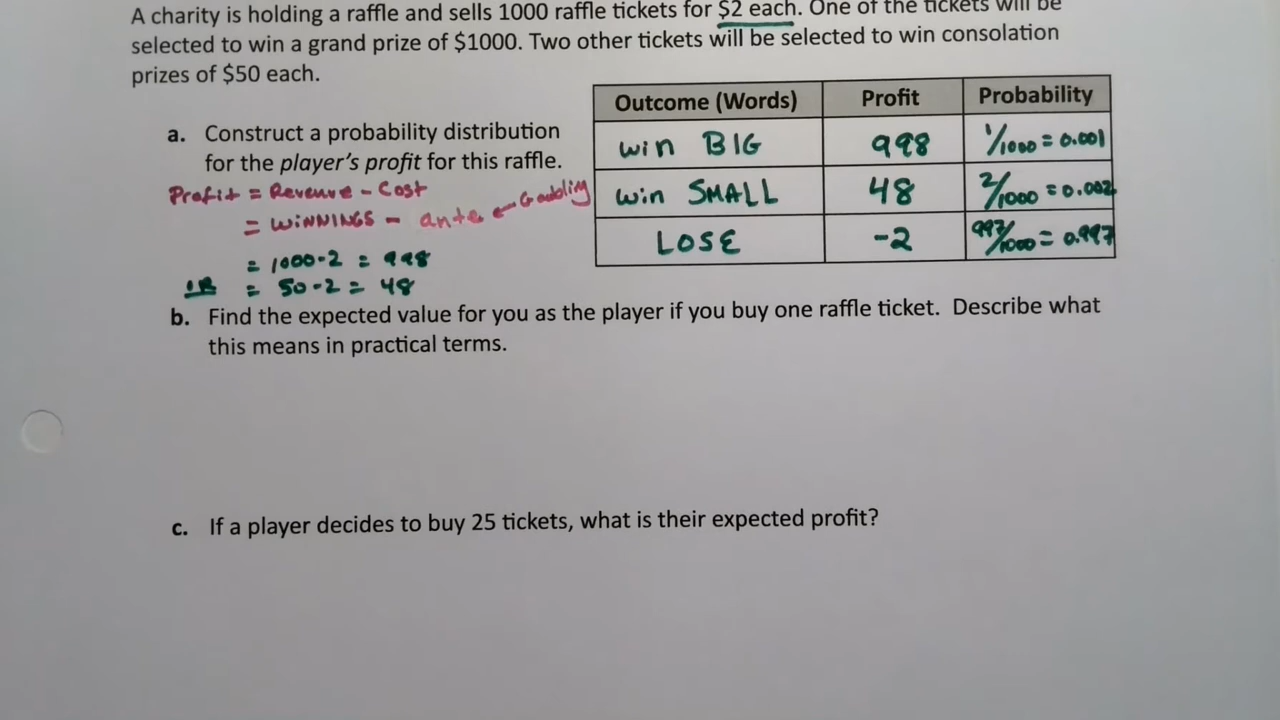 A charity is holding a raffle and sells 1000 raffle tickets for $2 each. One of the tickets will be
selected to win a grand prize of $1000. Two other tickets will be selected to win consolation
prizes of $50 each.
a. Construct a probability distribution
for the player's profit for this raffle.
Profit = Revenue - Cost
= WINNINGS - ante ← Gambling
= 1000-2 = 998
OR = 50-2 = 48
Outcome (Words) Profit Probability
win BIG 998 1/1000 = 0.001
win SMALL 48 2/1000 = 0.002
LOSE -2 997/1000 = 0.997
b. Find the expected value for you as the player if you buy one raffle ticket. Describe what
this means in practical terms.
c. If a player decides to buy 25 tickets, what is their expected profit?